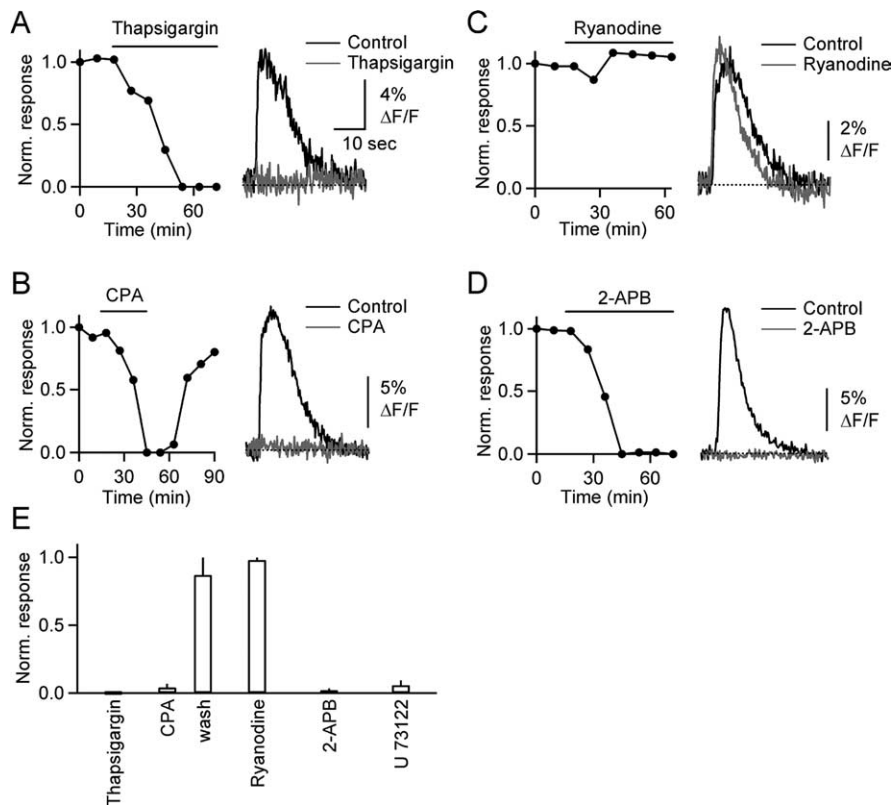 A
Thapsigargin
Norm. response
1.0
0.5
0.0
0
30
60
Time (min)
Control
Thapsigargin
4%
ΔF/F
10 sec
C
Ryanodine
Norm. response
1.0
0.5
0.0
0
30
60
Time (min)
Control
Ryanodine
2%
ΔF/F
B
CPA
Norm. response
1.0
0.5
0.0
0
30
60
90
Time (min)
Control
CPA
5%
ΔF/F
D
2-APB
Norm. response
1.0
0.5
0.0
0
30
60
Time (min)
Control
2-APB
5%
ΔF/F
E
Norm. response
1.0
0.5
0.0
Thapsigargin
CPA
wash
Ryanodine
2-APB
U 73122